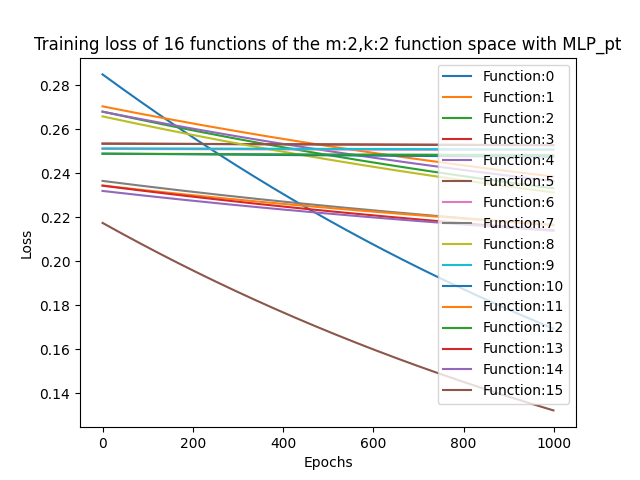 Training loss of 16 functions of the m:2,k:2 function space with MLP_pt
0.28
0.26
0.24
0.22
0.20
0.18
0.16
0.14
Loss
0
200
400
600
800
1000
Epochs
Function:0
Function:1
Function:2
Function:3
Function:4
Function:5
Function:6
Function:7
Function:8
Function:9
Function:10
Function:11
Function:12
Function:13
Function:14
Function:15